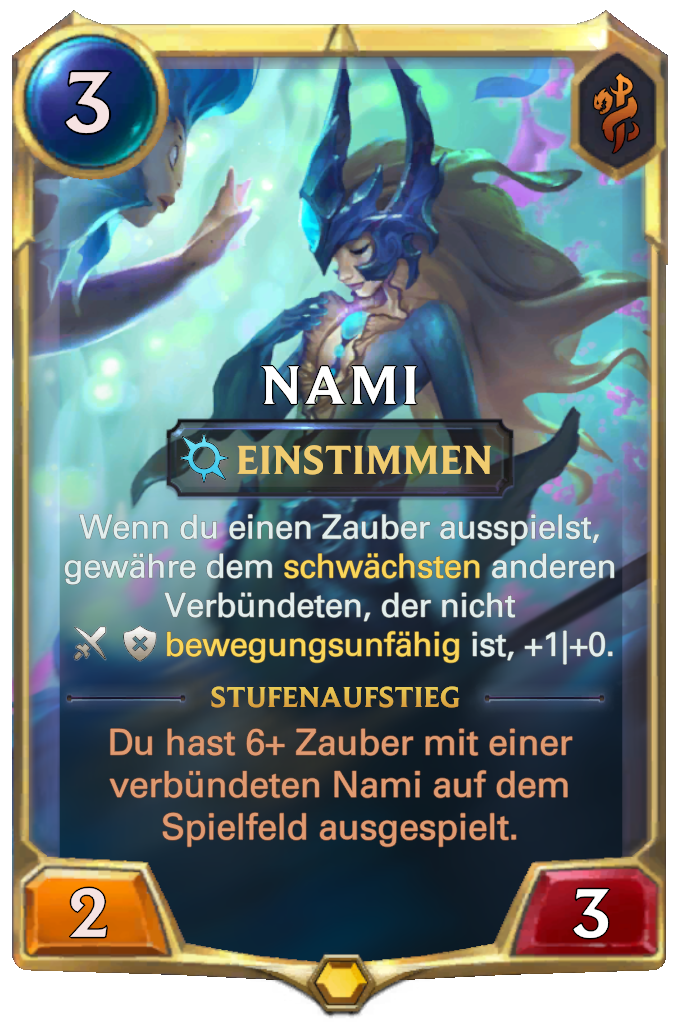 3
NAMI
EINSTIMMEN
Wenn du einen Zauber ausspielst,
gewähre dem schwächsten anderen
Verbündeten, der nicht
bewegungsunfähig ist, +1|+0.
STUFENAUFSTIEG
Du hast 6+ Zauber mit einer
verbündeten Nami auf dem
Spielfeld ausgespielt.
2
3